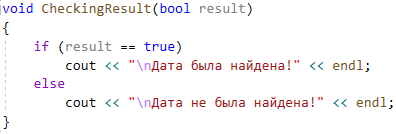 void CheckingResult(bool result)
{
    if (result == true)
        cout << "\nДата была найдена!" << endl;
    else
        cout << "\nДата не была найдена!" << endl;
}